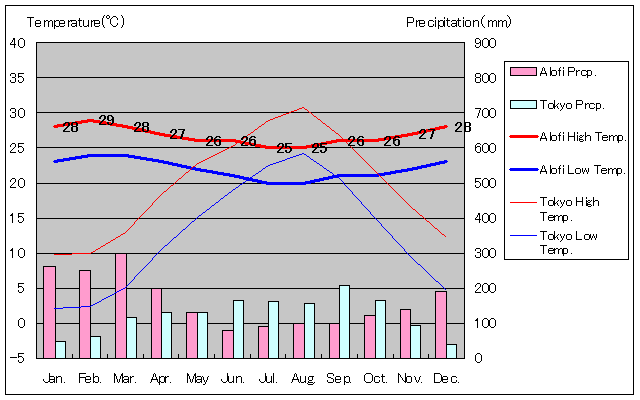 Temperature(℃) Precipitation(mm)
40 900
35 800
30 700
25 600
20 500
15 400
10 300
5 200
0 100
-5 0
28 29 28 27 26 26 25 25 26 26 27 28
Jan. Feb. Mar. Apr. May Jun. Jul. Aug. Sep. Oct. Nov. Dec.
Alofi Prcp.
Tokyo Prcp.
Alofi High Temp.
Alofi Low Temp.
Tokyo High
Temp.
Tokyo Low
Temp.